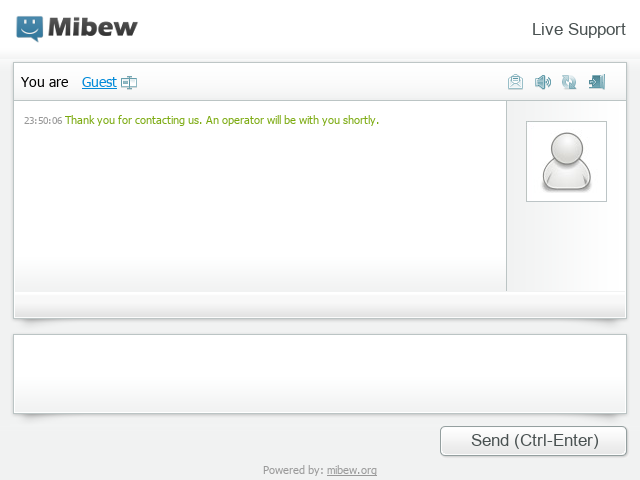 Mibew
Live Support
You are Guest
23:50:06 Thank you for contacting us. An operator will be with you shortly.
Send (Ctrl-Enter)
Powered by: mibew.org